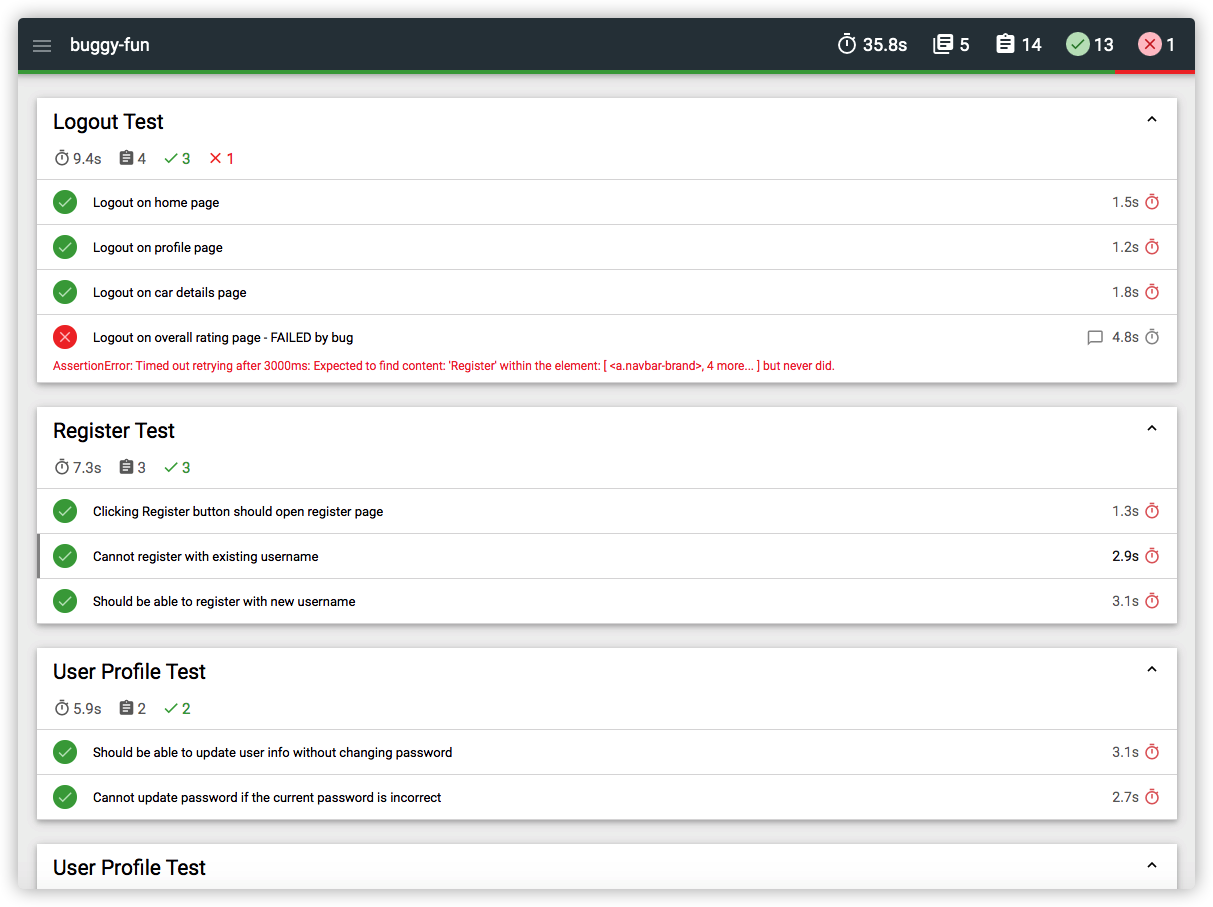 buggy-fun 35.8s 5 14 13 1
Logout Test
9.4s 4 3 1
Logout on home page 1.5s
Logout on profile page 1.2s
Logout on car details page 1.8s
Logout on overall rating page - FAILED by bug 4.8s
AssertionError: Timed out retrying after 3000ms: Expected to find content: 'Register' within the element: [ <a.navbar-brand>, 4 more... ] but never did.
Register Test
7.3s 3 3
Clicking Register button should open register page 1.3s
Cannot register with existing username 2.9s
Should be able to register with new username 3.1s
User Profile Test
5.9s 2 2
Should be able to update user info without changing password 3.1s
Cannot update password if the current password is incorrect 2.7s
User Profile Test